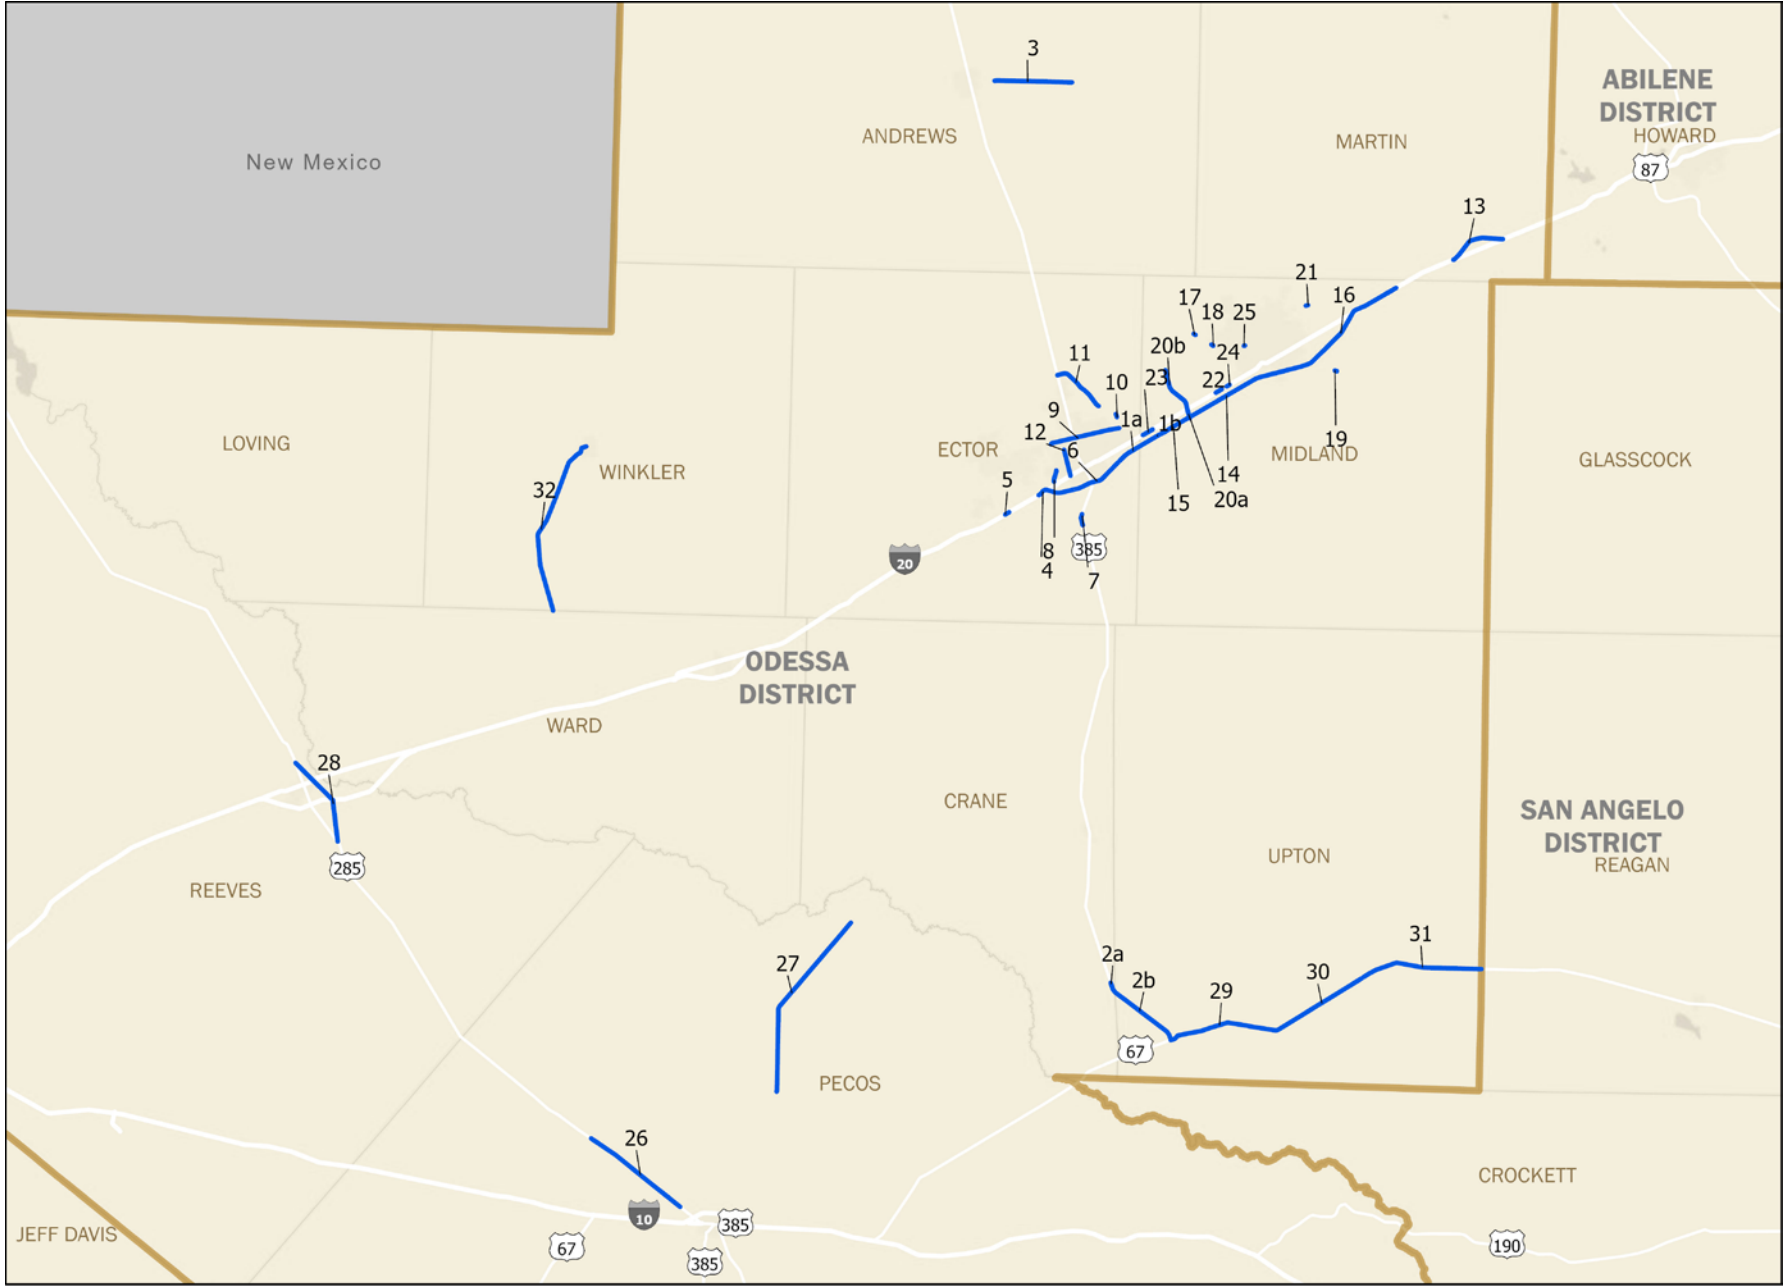 3
ABILENE
DISTRICT
ANDREWS
MARTIN
HOWARD
New Mexico
87
13
21
17
16
18
25
20b
11
24
10
23
22
9
1a
1b
12
6
LOVING
WINKLER
ECTOR
19
MIDLAND
GLASSCOCK
5
14
32
15
20a
8
385
20
4
7
ODESSA
DISTRICT
WARD
28
CRANE
SAN ANGELO
DISTRICT
UPTON
REAGAN
285
REEVES
31
2a
27
30
2b
29
67
PECOS
26
CROCKETT
10
385
JEFF DAVIS
67
190
385